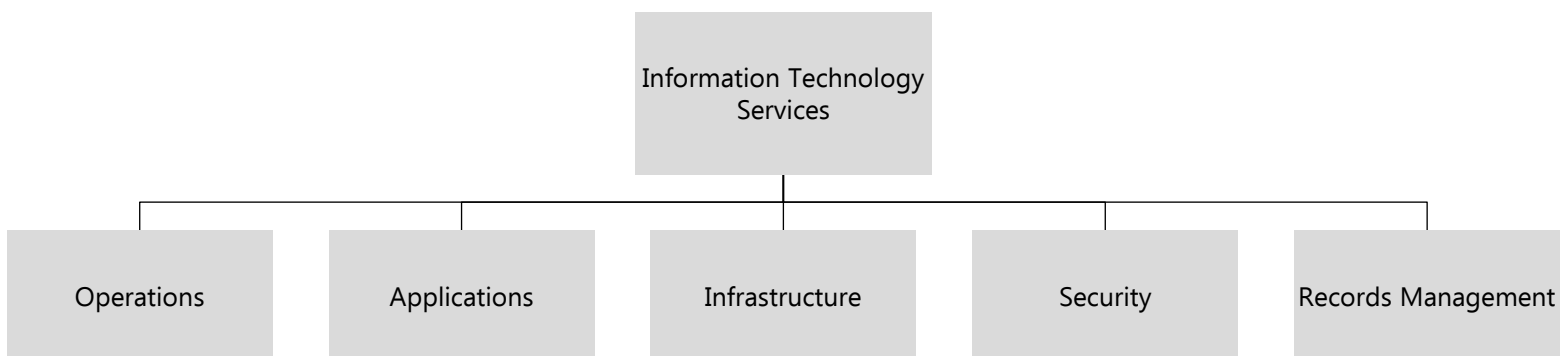 Information Technology
Services
Operations
Applications
Infrastructure
Security
Records Management